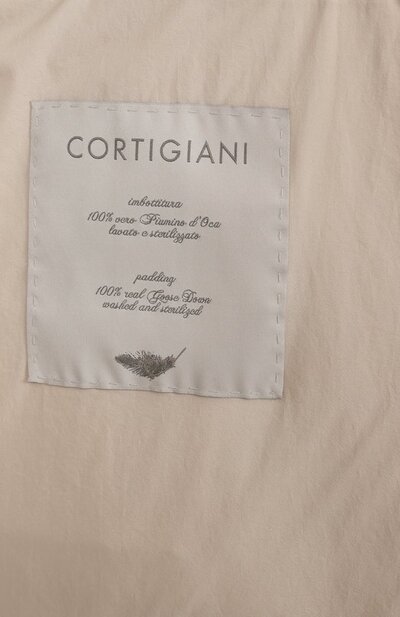 CORTIGIANI
imbottitura
100% vero Piumino d'Oca
lavato e sterilizzato
padding
100% real Goose Down
washed and sterilized